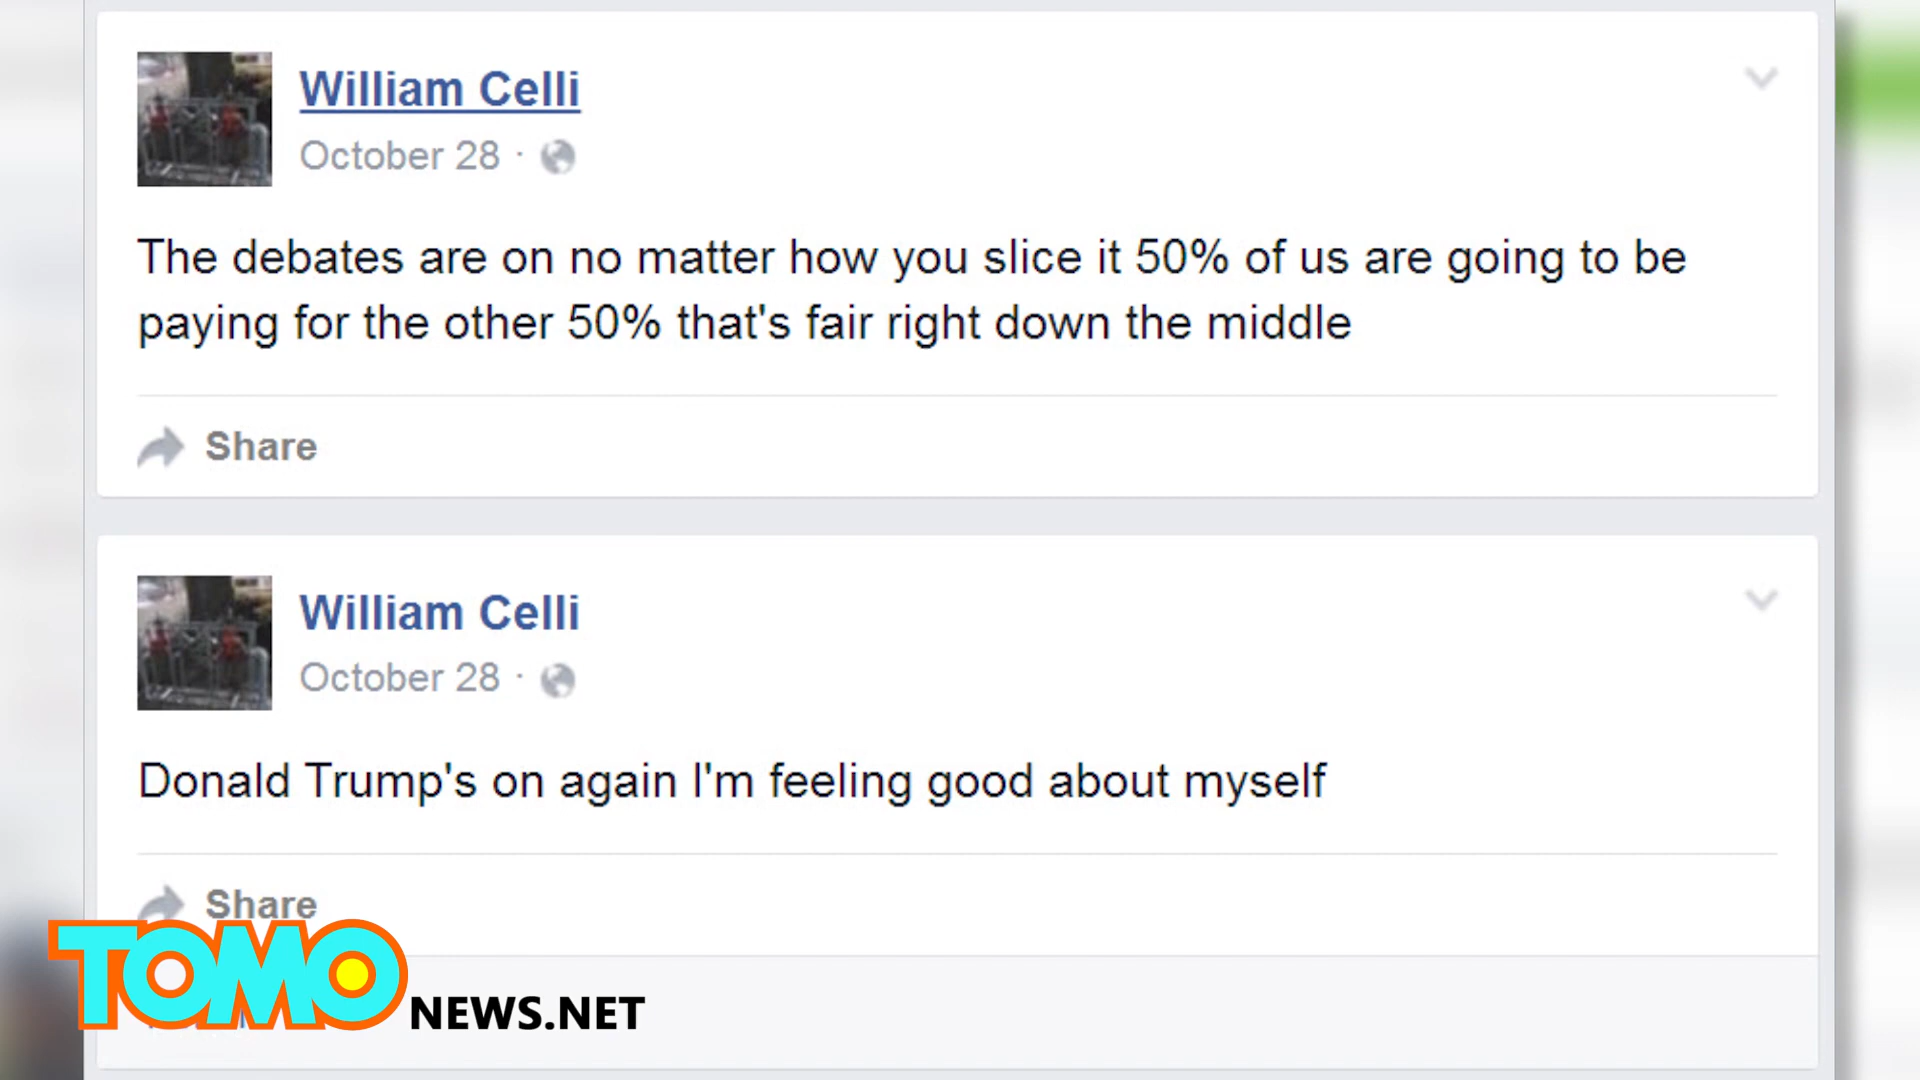 William Celli
October 28 ·
The debates are on no matter how you slice it 50% of us are going to be
paying for the other 50% that's fair right down the middle
Share
William Celli
October 28 ·
Donald Trump's on again I'm feeling good about myself
Share
TOMO
NEWS.NET